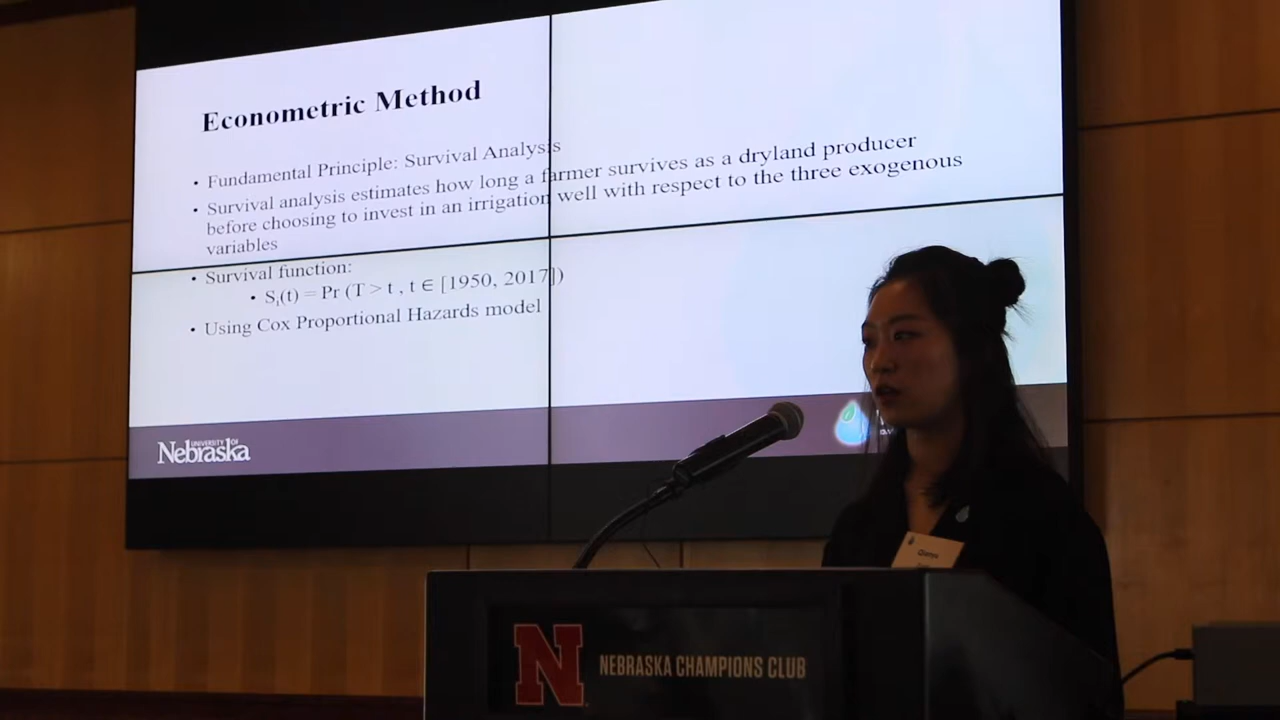 Econometric Method
• Fundamental Principle: Survival Analysis
• Survival analysis estimates how long a farmer survives as a dryland producer
before choosing to invest in an irrigation well with respect to the three exogenous
variables
• Survival function:
• Sᵢ(t) = Pr (T > t , t ∈ [1950, 2017])
• Using Cox Proportional Hazards model
UNIVERSITY OF
Nebraska
N
NEBRASKA CHAMPIONS CLUB